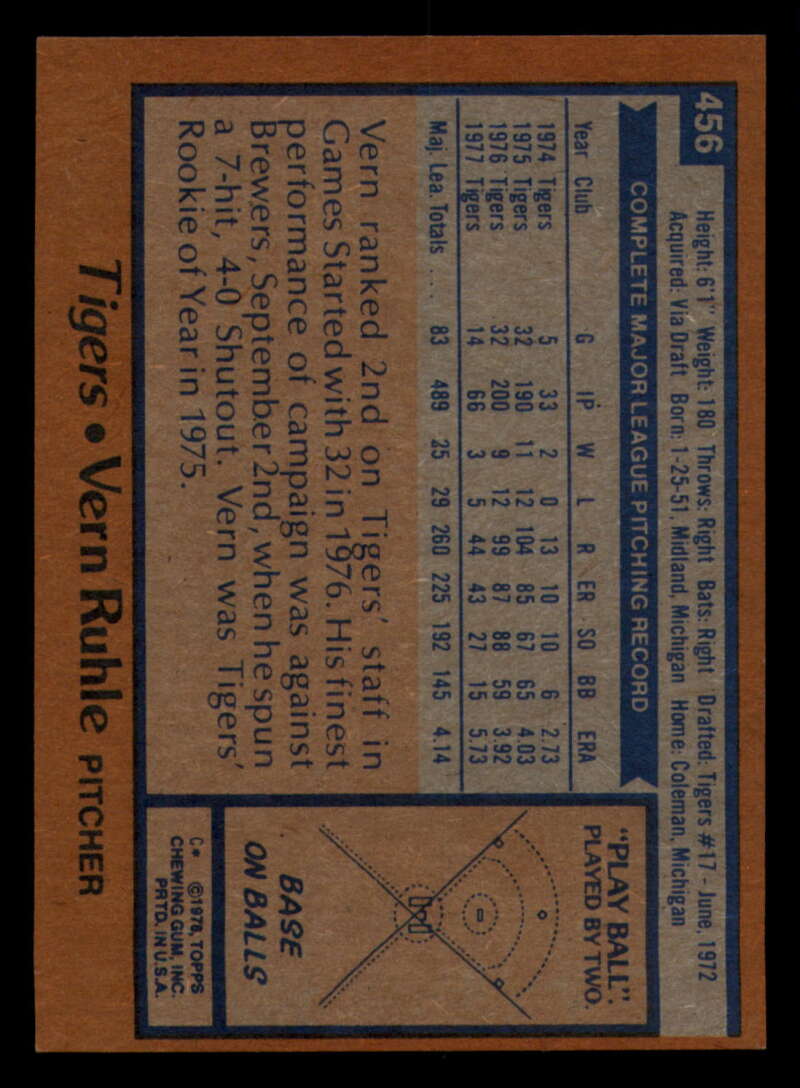 456
Height: 6'1" Weight: 180 Throws: Right Bats: Right Drafted: Tigers #17 - June, 1972
Acquired: Via Draft Born: 1-25-51, Midland, Michigan Home: Coleman, Michigan
COMPLETE MAJOR LEAGUE PITCHING RECORD
Year Club G IP W L R ER SO BB ERA
1974 Tigers 5 33 2 0 13 10 10 6 2.73
1975 Tigers 32 190 11 12 104 85 67 65 4.03
1976 Tigers 32 200 9 12 99 87 88 59 3.92
1977 Tigers 14 66 3 5 44 43 27 15 5.73
Maj. Lea. Totals .... 83 489 25 29 260 225 192 145 4.14
Vern ranked 2nd on Tigers' staff in
Games Started with 32 in 1976. His finest
performance of campaign was against
Brewers, September 2nd, when he spun
a 7-hit, 4-0 Shutout. Vern was Tigers'
Rookie of Year in 1975.
"PLAY BALL":
PLAYED BY TWO.
BASE
ON BALLS
C* ©1978, TOPPS
CHEWING GUM, INC.
PRTD. IN U.S.A.
Tigers • Vern Ruhle PITCHER